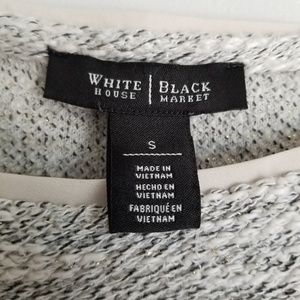 WHITE | BLACK
HOUSE | MARKET
S
MADE IN
VIETNAM
HECHO EN
VIETNAM
FABRIQUÉ EN
VIETNAM